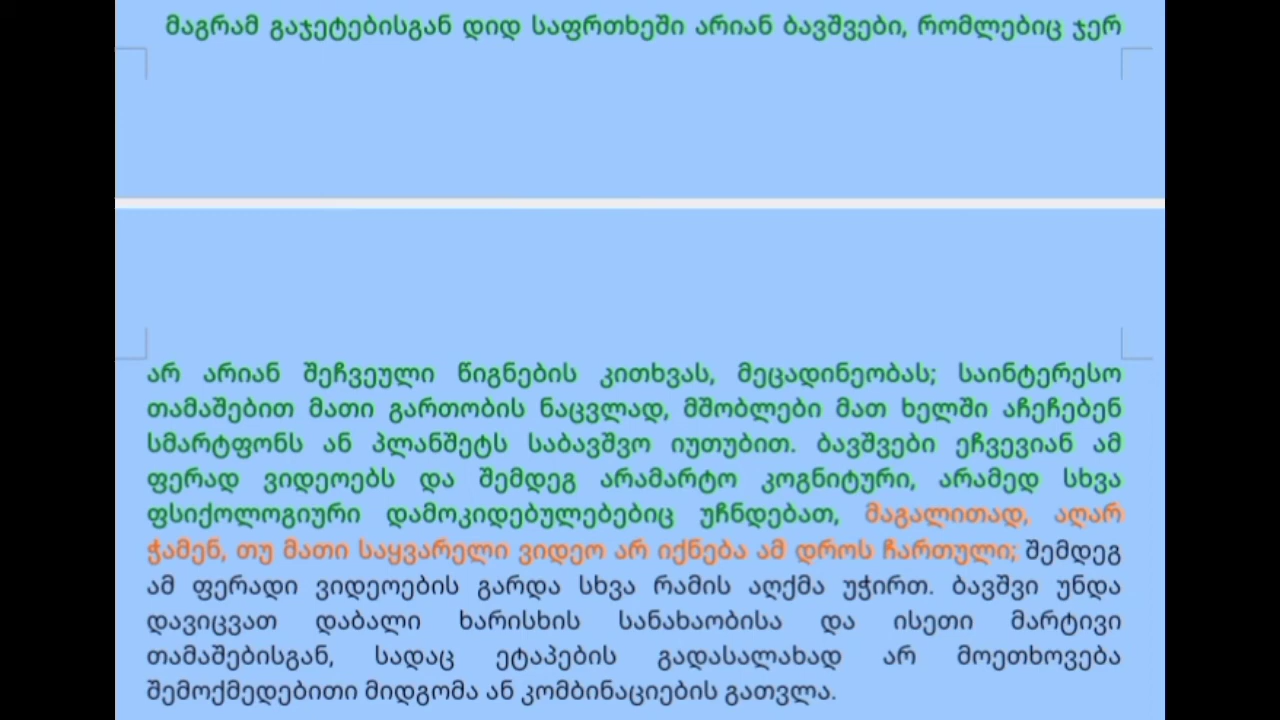 მაგრამ გაჯეტებისგან დიდ საფრთხეში არიან ბავშვები, რომლებიც ჯერ
არ არიან შეჩვეული წიგნების კითხვას, მეცადინეობას; საინტერესო
თამაშებით მათი გართობის ნაცვლად, მშობლები მათ ხელში აჩეჩებენ
სმარტფონს ან პლანშეტს საბავშვო იუთუბით. ბავშვები ეჩვევიან ამ
ფერად ვიდეოებს და შემდეგ არამარტო კოგნიტური, არამედ სხვა
ფსიქოლოგიური დამოკიდებულებებიც უჩნდებათ, მაგალითად, აღარ
ჭამენ, თუ მათი საყვარელი ვიდეო არ იქნება ამ დროს ჩართული; შემდეგ
ამ ფერადი ვიდეოების გარდა სხვა რამის აღქმა უჭირთ. ბავშვი უნდა
დავიცვათ დაბალი ხარისხის სანახაობისა და ისეთი მარტივი
თამაშებისგან, სადაც ეტაპების გადასალახად არ მოეთხოვება
შემოქმედებითი მიდგომა ან კომბინაციების გათვლა.